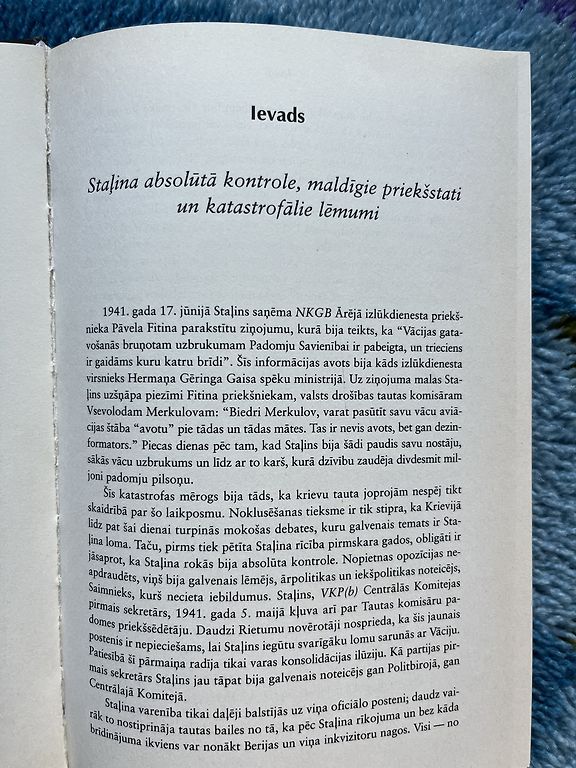 Ievads
Staļina absolūtā kontrole, maldīgie priekšstati
un katastrofālie lēmumi
1941. gada 17. jūnijā Staļins saņēma NKGB Ārējā izlūkdienesta priekš-
nieka Pāvela Fitina parakstītu ziņojumu, kurā bija teikts, ka “Vācijas gata-
vošanās bruņotam uzbrukumam Padomju Savienībai ir pabeigta, un trieciens
ir gaidāms kuru katru brīdi”. Šīs informācijas avots bija kāds izlūkdienesta
virsnieks Hermaņa Gēringa Gaisa spēku ministrijā. Uz ziņojuma malas Sta-
ļins uzšņāpa piezīmi Fitina priekšniekam, valsts drošības tautas komisāram
Vsevolodam Merkulovam: “Biedri Merkulov, varat pasūtīt savu vācu aviā-
cijas štāba “avotu” pie tādas un tādas mātes. Tas ir nevis avots, bet gan dezin-
formators.” Piecas dienas pēc tam, kad Staļins bija šādi paudis savu nostāju,
sākās vācu uzbrukums un līdz ar to karš, kurā dzīvību zaudēja divdesmit mil-
joni padomju pilsoņu.
Šīs katastrofas mērogs bija tāds, ka krievu tauta joprojām nespēj tikt
skaidrībā par šo laikposmu. Noklusēšanas tieksme ir tik stipra, ka Krievijā
līdz pat šai dienai turpinās mokošas debates, kuru galvenais temats ir Sta-
ļina loma. Taču, pirms tiek pētīta Staļina rīcība pirmskara gados, obligāti ir
jāsaprot, ka Staļina rokās bija absolūta kontrole. Nopietnas opozīcijas ne-
apdraudēts, viņš bija galvenais lēmējs, ārpolitikas un iekšpolitikas noteicējs,
Saimnieks, kurš necieta iebildumus. Staļins, VKP(b) Centrālās Komitejas
pirmais sekretārs, 1941. gada 5. maijā kļuva arī par Tautas komisāru pa-
domes priekšsēdētāju. Daudzi Rietumu novērotāji nosprieda, ka šis jaunais
postenis ir nepieciešams, lai Staļins iegūtu svarīgāku lomu sarunās ar Vāciju.
Patiesībā šī pārmaiņa radīja tikai varas konsolidācijas ilūziju. Kā partijas pir-
mais sekretārs Staļins jau tāpat bija galvenais noteicējs gan Politbirojā, gan
Centrālajā Komitejā.
Staļina varenība tikai daļēji balstījās uz viņa oficiālo posteni; daudz vai-
rāk to nostiprināja tautas bailes no tā, ka pēc Staļina rīkojuma un bez kāda
brīdinājuma ikviens var nonākt Berijas un viņa inkvizitoru nagos. Visi — no